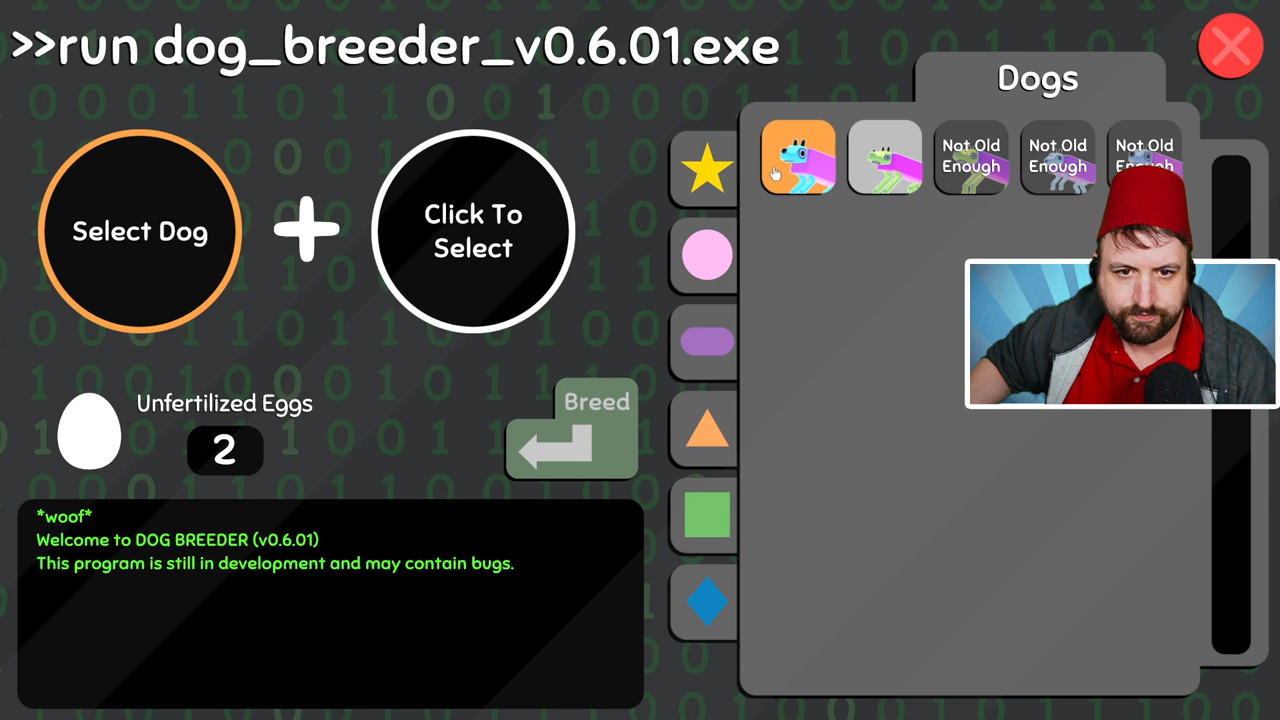 >>run dog_breeder_v0.6.01.exe
Dogs
Select Dog
Click To
Select
Not Old
Enough
Not Old
Enough
Not Old
Enough
Unfertilized Eggs
2
Breed
*woof*
Welcome to DOG BREEDER (v0.6.01)
This program is still in development and may contain bugs.